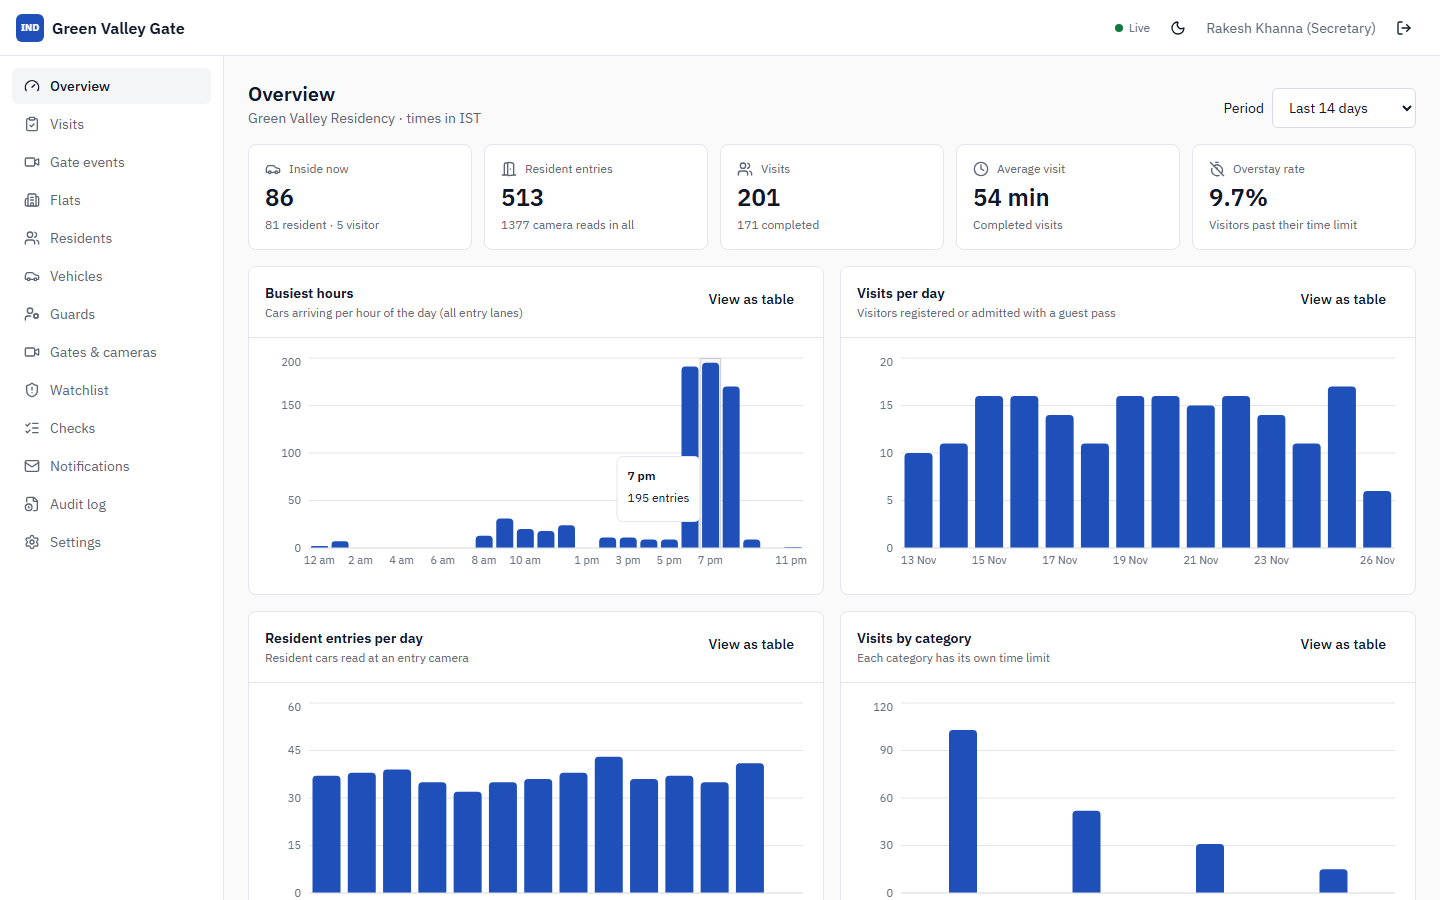 IND Green Valley Gate
Live
Rakesh Khanna (Secretary)
Overview
Visits
Gate events
Flats
Residents
Vehicles
Guards
Gates & cameras
Watchlist
Checks
Notifications
Audit log
Settings
Overview
Green Valley Residency · times in IST
Period
Last 14 days
Inside now
86
81 resident · 5 visitor
Resident entries
513
1377 camera reads in all
Visits
201
171 completed
Average visit
54 min
Completed visits
Overstay rate
9.7%
Visitors past their time limit
Busiest hours
Cars arriving per hour of the day (all entry lanes)
View as table
200
150
100
50
0
7 pm
195 entries
12 am 2 am 4 am 6 am 8 am 10 am 1 pm 3 pm 5 pm 7 pm 11 pm
Visits per day
Visitors registered or admitted with a guest pass
View as table
20
15
10
5
0
13 Nov 15 Nov 17 Nov 19 Nov 21 Nov 23 Nov 26 Nov
Resident entries per day
Resident cars read at an entry camera
View as table
60
45
30
15
0
Visits by category
Each category has its own time limit
View as table
120
90
60
30
0